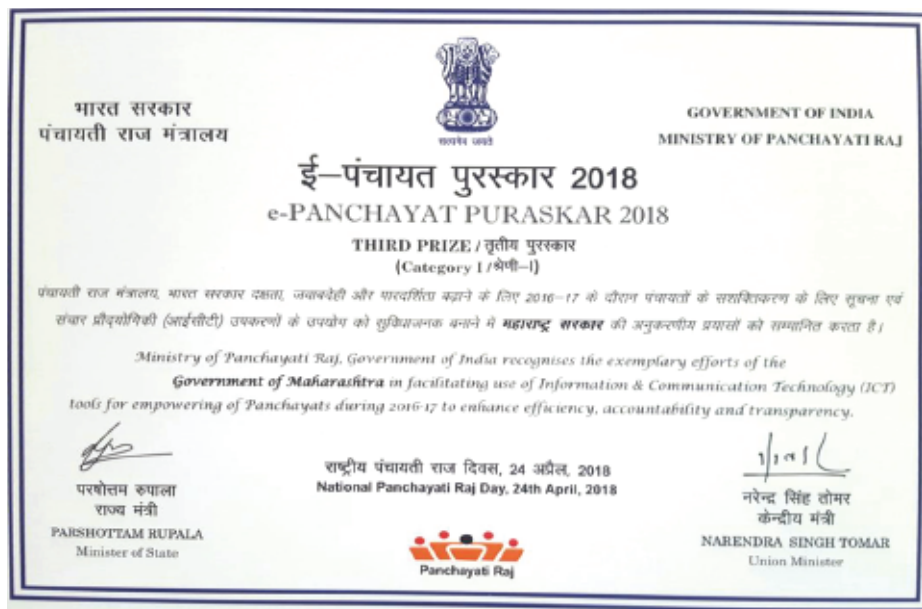 भारत सरकार
पंचायती राज मंत्रालय
सत्यमेव जयते
GOVERNMENT OF INDIA
MINISTRY OF PANCHAYATI RAJ
ई–पंचायत पुरस्कार 2018
e-PANCHAYAT PURASKAR 2018
THIRD PRIZE / तृतीय पुरस्कार
(Category I /श्रेणी–I)
पंचायती राज मंत्रालय, भारत सरकार दक्षता, जवाबदेही और पारदर्शिता बढ़ाने के लिए 2016–17 के दौरान पंचायतों के सशक्तिकरण के लिए सूचना एवं
संचार प्रौद्योगिकी (आईसीटी) उपकरणों के उपयोग को सुविधाजनक बनाने में महाराष्ट्र सरकार की अनुकरणीय प्रयासों को सम्मानित करता है।
Ministry of Panchayati Raj, Government of India recognises the exemplary efforts of the
Government of Maharashtra in facilitating use of Information & Communication Technology (ICT)
tools for empowering of Panchayats during 2016-17 to enhance efficiency, accountability and transparency.
परषोत्तम रुपाला
राज्य मंत्री
PARSHOTTAM RUPALA
Minister of State
राष्ट्रीय पंचायती राज दिवस, 24 अप्रैल, 2018
National Panchayati Raj Day, 24th April, 2018
Panchayati Raj
नरेन्द्र सिंह तोमर
केन्द्रीय मंत्री
NARENDRA SINGH TOMAR
Union Minister